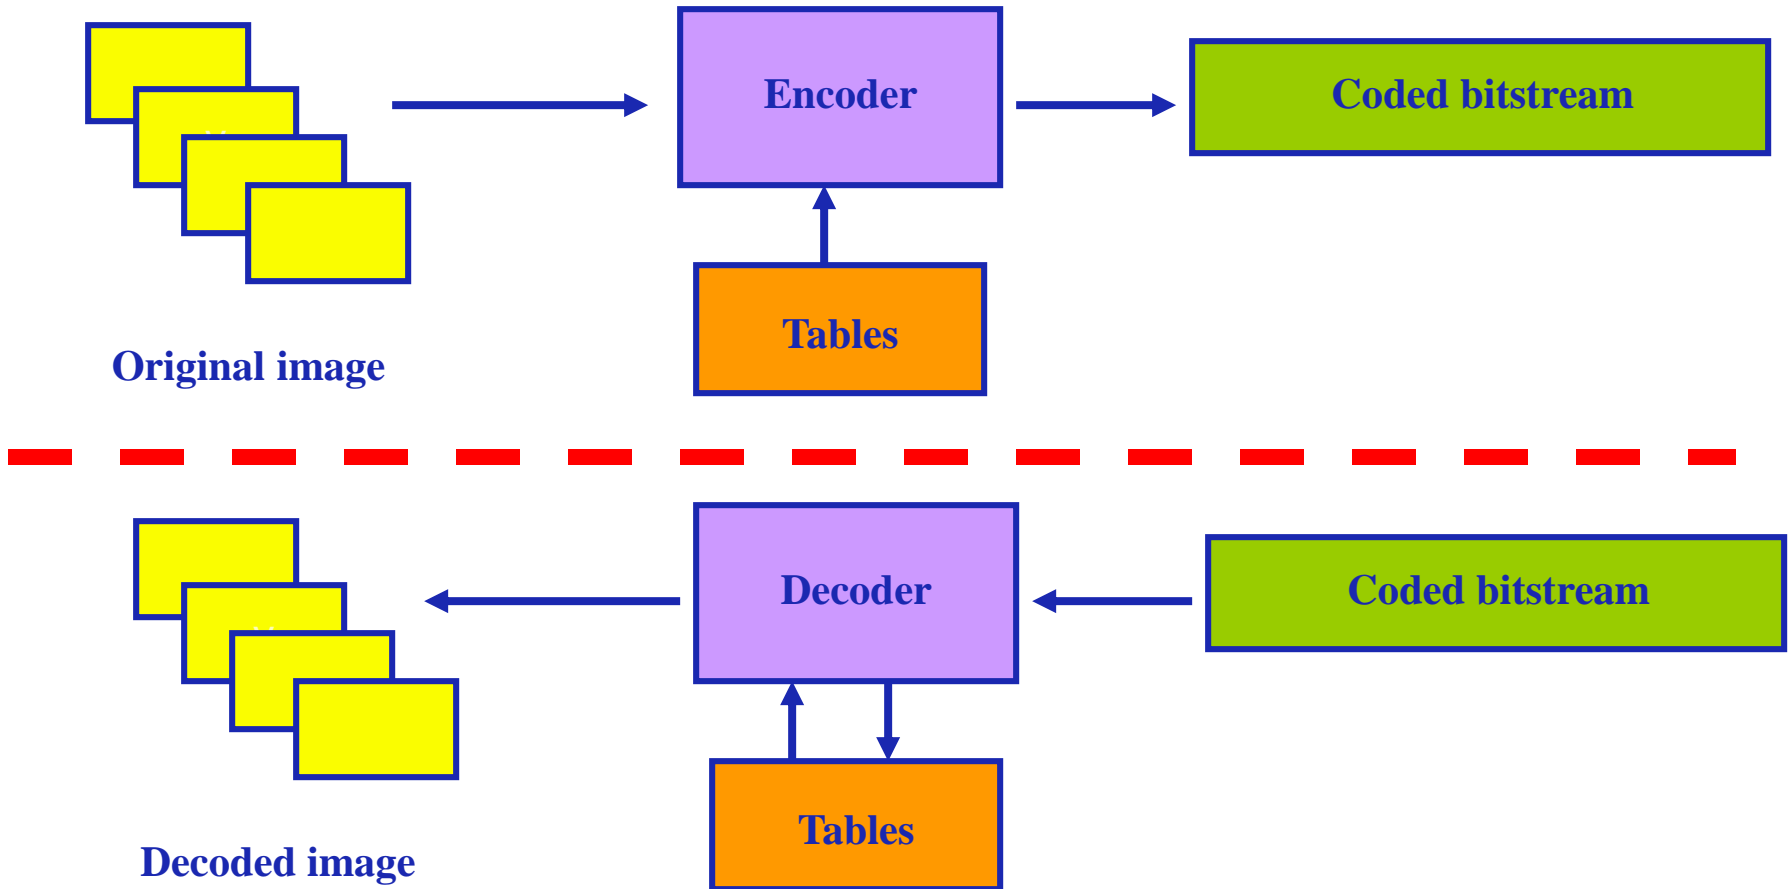 Encoder
Coded bitstream
Tables
Original image
Decoder
Coded bitstream
Tables
Decoded image